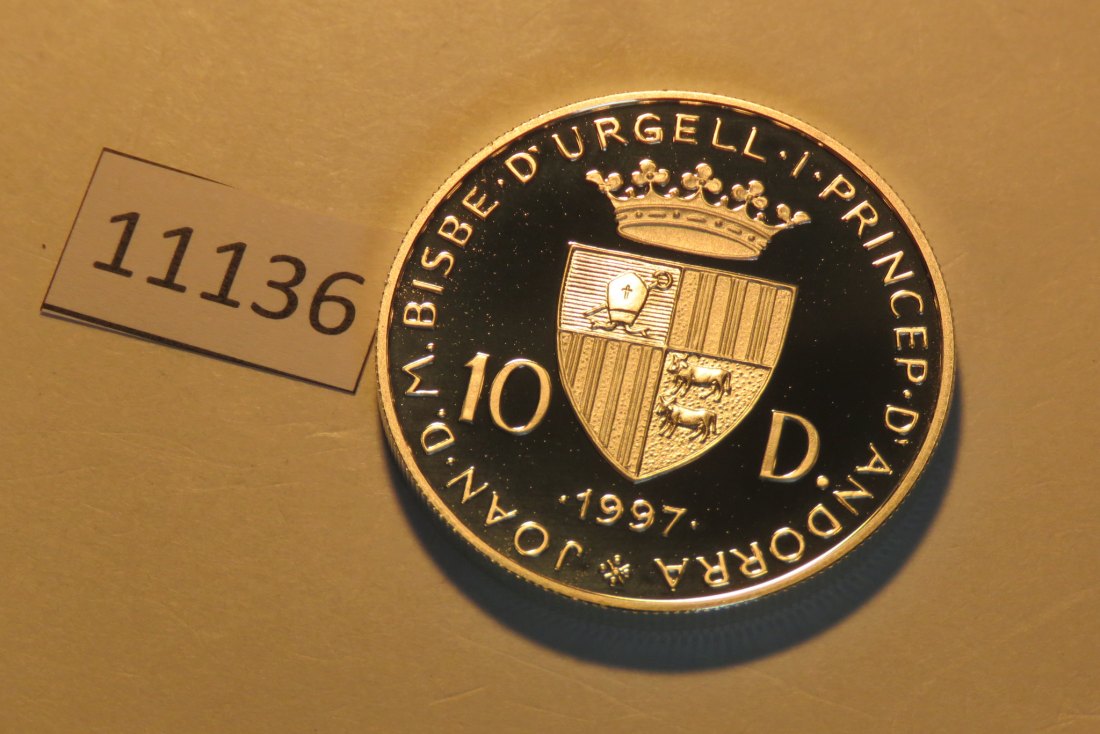 11136
JOAN·D·M·BISBE·D'URGELL·I·PRINCEP·D'ANDORRA
10 D.
·1997·